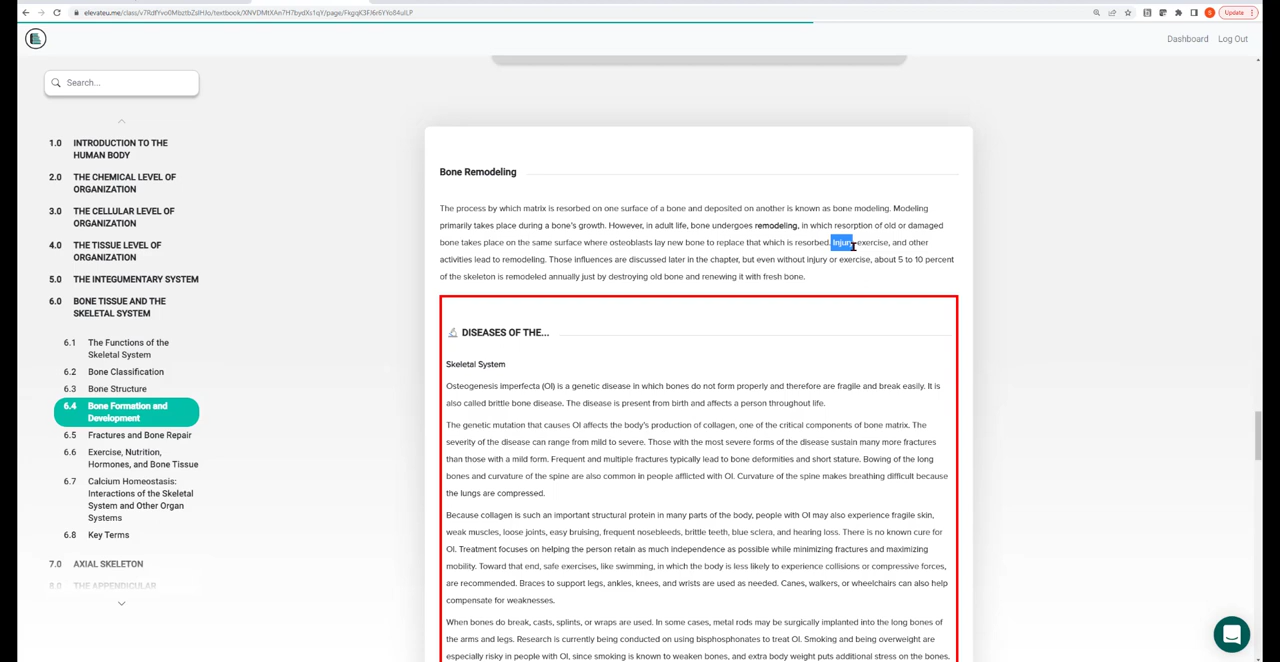 elevateu.me/class/v7RdfYvo0MbztbZsIHJo/textbook/XNVDMtXAn7H7bydXs1qY/page/FkgqK3FJ6r6YYo84uILP
Update
Dashboard
Log Out
Search...
1.0 INTRODUCTION TO THE
HUMAN BODY
2.0 THE CHEMICAL LEVEL OF
ORGANIZATION
3.0 THE CELLULAR LEVEL OF
ORGANIZATION
4.0 THE TISSUE LEVEL OF
ORGANIZATION
5.0 THE INTEGUMENTARY SYSTEM
6.0 BONE TISSUE AND THE
SKELETAL SYSTEM
6.1 The Functions of the
Skeletal System
6.2 Bone Classification
6.3 Bone Structure
6.4 Bone Formation and
Development
6.5 Fractures and Bone Repair
6.6 Exercise, Nutrition,
Hormones, and Bone Tissue
6.7 Calcium Homeostasis:
Interactions of the Skeletal
System and Other Organ
Systems
6.8 Key Terms
7.0 AXIAL SKELETON
8.0 THE APPENDICULAR
Bone Remodeling
The process by which matrix is resorbed on one surface of a bone and deposited on another is known as bone modeling. Modeling
primarily takes place during a bone's growth. However, in adult life, bone undergoes remodeling, in which resorption of old or damaged
bone takes place on the same surface where osteoblasts lay new bone to replace that which is resorbed. Injury, exercise, and other
activities lead to remodeling. Those influences are discussed later in the chapter, but even without injury or exercise, about 5 to 10 percent
of the skeleton is remodeled annually just by destroying old bone and renewing it with fresh bone.
DISEASES OF THE...
Skeletal System
Osteogenesis imperfecta (OI) is a genetic disease in which bones do not form properly and therefore are fragile and break easily. It is
also called brittle bone disease. The disease is present from birth and affects a person throughout life.
The genetic mutation that causes OI affects the body's production of collagen, one of the critical components of bone matrix. The
severity of the disease can range from mild to severe. Those with the most severe forms of the disease sustain many more fractures
than those with a mild form. Frequent and multiple fractures typically lead to bone deformities and short stature. Bowing of the long
bones and curvature of the spine are also common in people afflicted with OI. Curvature of the spine makes breathing difficult because
the lungs are compressed.
Because collagen is such an important structural protein in many parts of the body, people with OI may also experience fragile skin,
weak muscles, loose joints, easy bruising, frequent nosebleeds, brittle teeth, blue sclera, and hearing loss. There is no known cure for
OI. Treatment focuses on helping the person retain as much independence as possible while minimizing fractures and maximizing
mobility. Toward that end, safe exercises, like swimming, in which the body is less likely to experience collisions or compressive forces,
are recommended. Braces to support legs, ankles, knees, and wrists are used as needed. Canes, walkers, or wheelchairs can also help
compensate for weaknesses.
When bones do break, casts, splints, or wraps are used. In some cases, metal rods may be surgically implanted into the long bones of
the arms and legs. Research is currently being conducted on using bisphosphonates to treat OI. Smoking and being overweight are
especially risky in people with OI, since smoking is known to weaken bones, and extra body weight puts additional stress on the bones.